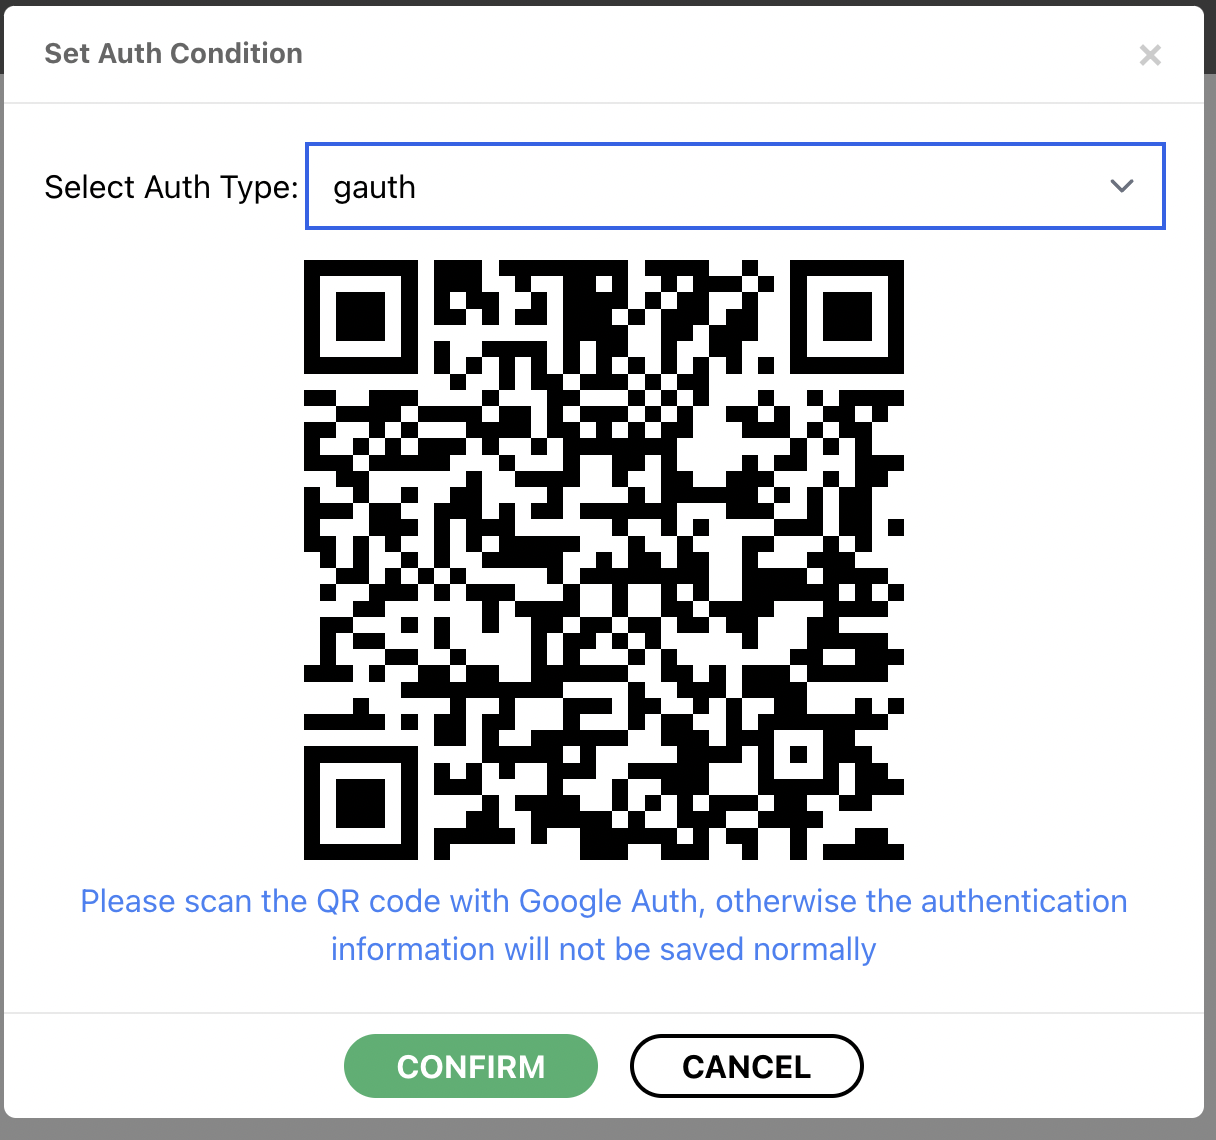 Set Auth Condition
Select Auth Type: gauth
Please scan the QR code with Google Auth, otherwise the authentication
information will not be saved normally
CONFIRM CANCEL